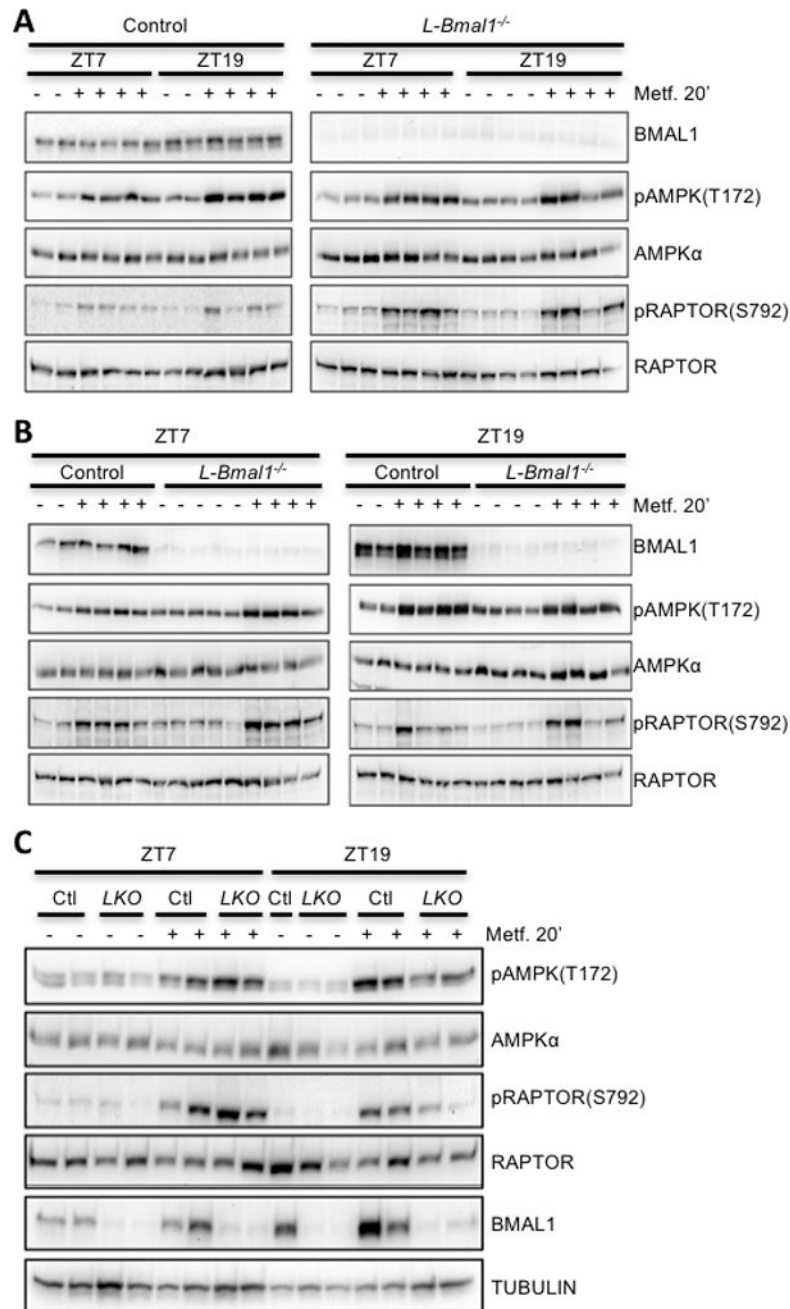 A
Control L-Bmal1-/-
ZT7 ZT19 ZT7 ZT19
- - + + + + - - + + + + - - - + + + + - - - - + + + + Metf. 20'
BMAL1
pAMPK(T172)
AMPKα
pRAPTOR(S792)
RAPTOR
B
ZT7 ZT19
Control L-Bmal1-/- Control L-Bmal1-/-
- - + + + + - - - - + + + + - - + + + + - - - - + + + + Metf. 20'
BMAL1
pAMPK(T172)
AMPKα
pRAPTOR(S792)
RAPTOR
C
ZT7 ZT19
Ctl LKO Ctl LKO Ctl LKO Ctl LKO
- - - - + + + + - - - + + + + Metf. 20'
pAMPK(T172)
AMPKα
pRAPTOR(S792)
RAPTOR
BMAL1
TUBULIN